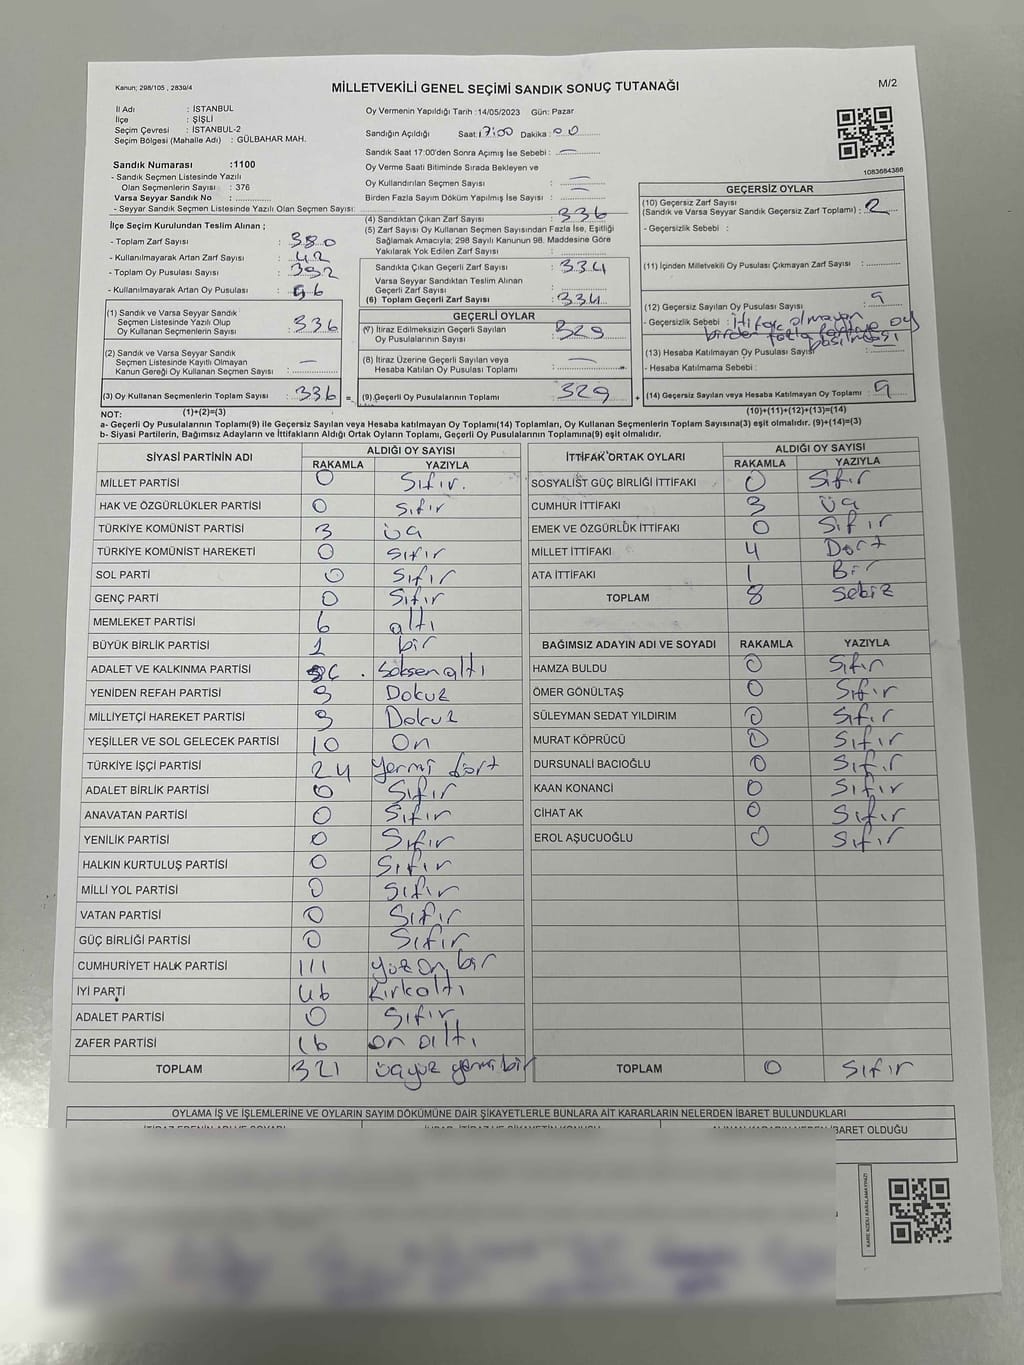 Kanun; 298/105 , 2839/4
MİLLETVEKİLİ GENEL SEÇİMİ SANDIK SONUÇ TUTANAĞI
M/2
İl Adı : İSTANBUL
İlçe : ŞİŞLİ
Seçim Çevresi : İSTANBUL-2
Seçim Bölgesi (Mahalle Adı) : GÜLBAHAR MAH.
Sandık Numarası :1100
- Sandık Seçmen Listesinde Yazılı
Olan Seçmenlerin Sayısı : 376
Varsa Seyyar Sandık No :
- Seyyar Sandık Seçmen Listesinde Yazılı Olan Seçmen Sayısı:
İlçe Seçim Kurulundan Teslim Alınan ;
- Toplam Zarf Sayısı : 380
- Kullanılmayarak Artan Zarf Sayısı : 42
- Toplam Oy Pusulası Sayısı : 392
- Kullanılmayarak Artan Oy Pusulası : 56
(1) Sandık ve Varsa Seyyar Sandık
Seçmen Listesinde Yazılı Olup
Oy Kullanan Seçmenlerin Sayısı : 336
(2) Sandık ve Varsa Seyyar Sandık
Seçmen Listesinde Kayıtlı Olmayan
Kanun Gereği Oy Kullanan Seçmen Sayısı : —
(3) Oy Kullanan Seçmenlerin Toplam Sayısı : 336
Oy Vermenin Yapıldığı Tarih :14/05/2023 Gün: Pazar
Sandığın Açıldığı Saat:17:00 Dakika: 00
Sandık Saat 17:00'den Sonra Açımış İse Sebebi : —
Oy Verme Saati Bitiminde Sırada Bekleyen ve
Oy Kullandırılan Seçmen Sayısı : —
Birden Fazla Sayım Döküm Yapılmış İse Sayısı : —
(4) Sandıktan Çıkan Zarf Sayısı : 336
(5) Zarf Sayısı Oy Kullanan Seçmen Sayısından Fazla İse, Eşitliği
Sağlamak Amacıyla; 298 Sayılı Kanunun 98. Maddesine Göre
Yakılarak Yok Edilen Zarf Sayısı :
Sandıkta Çıkan Geçerli Zarf Sayısı : 334
Varsa Seyyar Sandıktan Teslim Alınan
Geçerli Zarf Sayısı
(6) Toplam Geçerli Zarf Sayısı : 334
GEÇERLİ OYLAR
(7) İtiraz Edilmeksizin Geçerli Sayılan
Oy Pusulalarının Sayısı : 329
(8) İtiraz Üzerine Geçerli Sayılan veya
Hesaba Katılan Oy Pusulası Toplamı : —
= (9) Geçerli Oy Pusulalarının Toplamı : 329 +
1083684386
GEÇERSİZ OYLAR
(10) Geçersiz Zarf Sayısı
(Sandık ve Varsa Seyyar Sandık Geçersiz Zarf Toplamı) : 2
- Geçersizlik Sebebi :
(11) İçinden Milletvekili Oy Pusulası Çıkmayan Zarf Sayısı :
(12) Geçersiz Sayılan Oy Pusulası Sayısı : 9
- Geçersizlik Sebebi : İttifak olmayan
birden fazla partiye oy
basılması
(13) Hesaba Katılmayan Oy Pusulası Sayısı :
- Hesaba Katılmama Sebebi :
(14) Geçersiz Sayılan veya Hesaba Katılmayan Oy Toplamı : 9
NOT: (1)+(2)=(3) (10)+(11)+(12)+(13)=(14)
a- Geçerli Oy Pusulalarının Toplamı(9) ile Geçersiz Sayılan veya Hesaba katılmayan Oy Toplamı(14) Toplamları, Oy Kullanan Seçmenlerin Toplam Sayısına(3) eşit olmalıdır. (9)+(14)=(3)
b- Siyasi Partilerin, Bağımsız Adayların ve İttifakların Aldığı Ortak Oyların Toplamı, Geçerli Oy Pusulalarının Toplamına(9) eşit olmalıdır.
SİYASİ PARTİNİN ADI ALDIĞI OY SAYISI
RAKAMLA YAZIYLA
MİLLET PARTİSİ 0 Sıfır.
HAK VE ÖZGÜRLÜKLER PARTİSİ 0 Sıfır
TÜRKİYE KOMÜNİST PARTİSİ 3 üç
TÜRKİYE KOMÜNİST HAREKETİ 0 Sıfır
SOL PARTİ 0 Sıfır
GENÇ PARTİ 0 Sıfır
MEMLEKET PARTİSİ 6 altı
BÜYÜK BİRLİK PARTİSİ 1 bir
ADALET VE KALKINMA PARTİSİ 86 Seksen altı
YENİDEN REFAH PARTİSİ 9 Dokuz
MİLLİYETÇİ HAREKET PARTİSİ 9 Dokuz
YEŞİLLER VE SOL GELECEK PARTİSİ 10 On
TÜRKİYE İŞÇİ PARTİSİ 24 yermi dört
ADALET BİRLİK PARTİSİ 0 Sıfır
ANAVATAN PARTİSİ 0 Sıfır
YENİLİK PARTİSİ 0 Sıfır
HALKIN KURTULUŞ PARTİSİ 0 Sıfır
MİLLİ YOL PARTİSİ 0 Sıfır
VATAN PARTİSİ 0 Sıfır
GÜÇ BİRLİĞİ PARTİSİ 0 Sıfır
CUMHURİYET HALK PARTİSİ 111 yüz on bir
İYİ PARTİ 46 Kırkaltı
ADALET PARTİSİ 0 Sıfır
ZAFER PARTİSİ 16 on altı
TOPLAM 321 üçyüz yermi bir
İTTİFAK ORTAK OYLARI ALDIĞI OY SAYISI
RAKAMLA YAZIYLA
SOSYALİST GÜÇ BİRLİĞİ İTTİFAKI 0 Sıfır
CUMHUR İTTİFAKI 3 üç
EMEK VE ÖZGÜRLÜK İTTİFAKI 0 Sıfır
MİLLET İTTİFAKI 4 Dört
ATA İTTİFAKI 1 Bir
TOPLAM 8 Sekiz
BAĞIMSIZ ADAYIN ADI VE SOYADI RAKAMLA YAZIYLA
HAMZA BULDU 0 Sıfır
ÖMER GÖNÜLTAŞ 0 Sıfır
SÜLEYMAN SEDAT YILDIRIM 0 Sıfır
MURAT KÖPRÜCÜ 0 Sıfır
DURSUNALİ BACIOĞLU 0 Sıfır
KAAN KONANCİ 0 Sıfır
CİHAT AK 0 Sıfır
EROL AŞUCUOĞLU 0 Sıfır
TOPLAM 0 Sıfır
OYLAMA İŞ VE İŞLEMLERİNE VE OYLARIN SAYIM DÖKÜMÜNE DAİR ŞİKAYETLERLE BUNLARA AİT KARARLARIN NELERDEN İBARET BULUNDUKLARI
İBARET OLDUĞU
KARE KODU KARALAMAYINIZ!